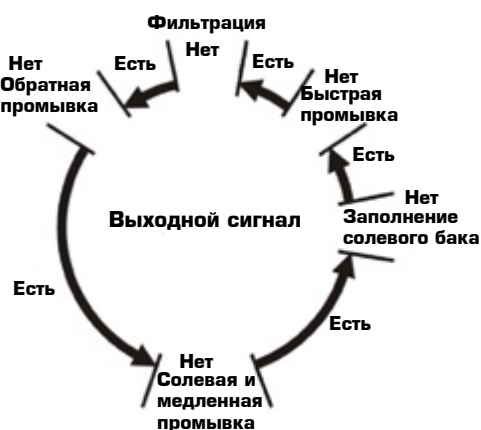 Фильтрация
Нет
Есть
Есть
Нет
Обратная
промывка
Нет
Быстрая
промывка
Есть
Нет
Заполнение
солевого бака
Выходной сигнал
Есть
Есть
Нет
Солевая и
медленная
промывка